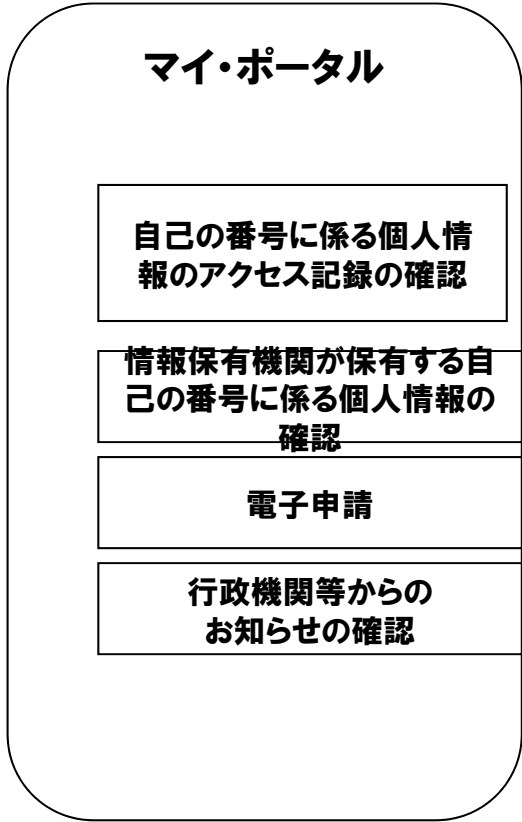 マイ・ポータル
自己の番号に係る個人情
報のアクセス記録の確認
情報保有機関が保有する自
己の番号に係る個人情報の
確認
電子申請
行政機関等からの
お知らせの確認